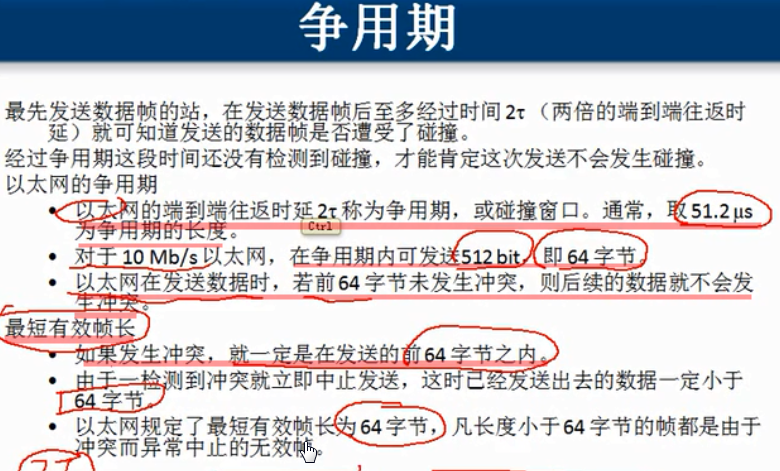 争用期
最先发送数据帧的站，在发送数据帧后至多经过时间 2τ （两倍的端到端往返时
延）就可知道发送的数据帧是否遭受了碰撞。
经过争用期这段时间还没有检测到碰撞，才能肯定这次发送不会发生碰撞。
以太网的争用期
• 以太网的端到端往返时延 2τ 称为争用期，或碰撞窗口。通常，取 51.2 μs
为争用期的长度。
Ctrl
• 对于 10 Mb/s 以太网，在争用期内可发送512 bit，即 64 字节。
• 以太网在发送数据时，若前 64 字节未发生冲突，则后续的数据就不会发
生冲突。
最短有效帧长
• 如果发生冲突，就一定是在发送的前 64 字节之内。
• 由于一检测到冲突就立即中止发送，这时已经发送出去的数据一定小于
64 字节。
• 以太网规定了最短有效帧长为 64 字节，凡长度小于 64 字节的帧都是由于
冲突而异常中止的无效帧。